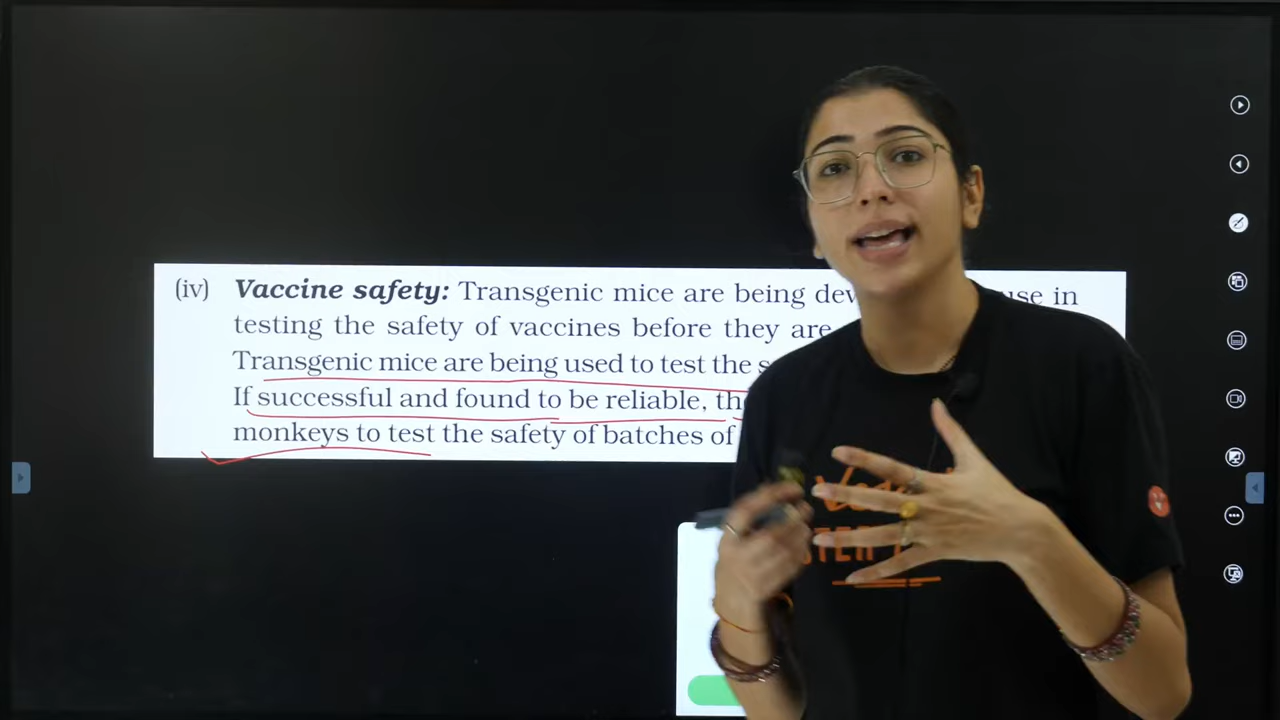 (iv) Vaccine safety: Transgenic mice are being use in
testing the safety of vaccines before they are
Transgenic mice are being used to test the
If successful and found to be reliable,
monkeys to test the safety of batches of